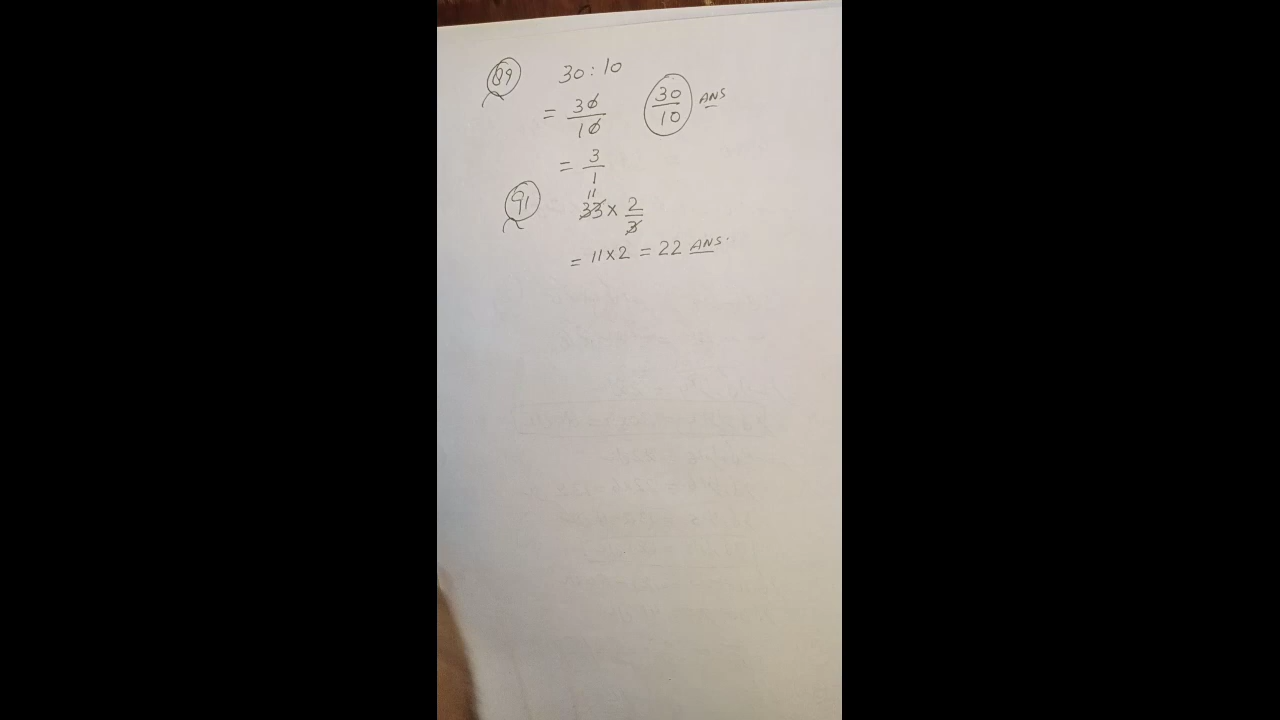 89 30:10
= 30/10 30/10 ANS
= 3/1
91 11
33 × 2/3
= 11×2 = 22 ANS.